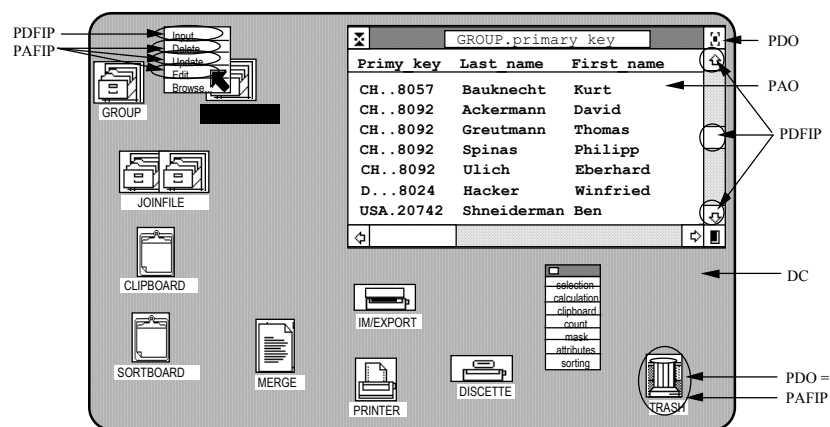 PDFIP
PAFIP
Input...
Delete...
Update...
Edit...
Browse...
GROUP
GROUP.primary key
Primy_key Last_name First_name
CH..8057 Bauknecht Kurt
CH..8092 Ackermann David
CH..8092 Greutmann Thomas
CH..8092 Spinas Philipp
CH..8092 Ulich Eberhard
D...8024 Hacker Winfried
USA.20742 Shneiderman Ben
PDO
PAO
PDFIP
DC
JOINFILE
CLIPBOARD
SORTBOARD
MERGE
IM/EXPORT
PRINTER
DISCETTE
selection
calculation
clipboard
count
mask
attributes
sorting
TRASH
PDO =
PAFIP